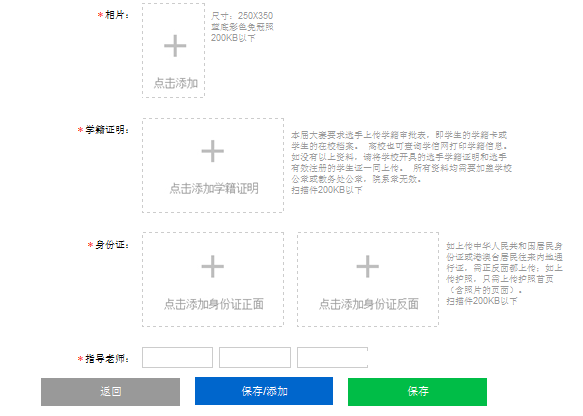 *相片：
尺寸：250X350
蓝底彩色免冠照
200KB以下
点击添加
*学籍证明：
本届大赛要求选手上传学籍审批表，即学生的学籍卡或
学生的在校档案。 高校也可查询学信网打印学籍信息。
如没有以上资料，请将学校开具的选手学籍证明和选手
有效注册的学生证一同上传。 所有资料均需要加盖学校
公章或教务处公章，院系章无效。
扫描件200KB以下
点击添加学籍证明
*身份证：
点击添加身份证正面
点击添加身份证反面
如上传中华人民共和国居民身
份证或港澳台居民往来内地通
行证，需正反面都上传；如上
传护照，只需上传护照首页
（含照片的页面）。
扫描件200KB以下
*指导老师：
返回
保存/添加
保存